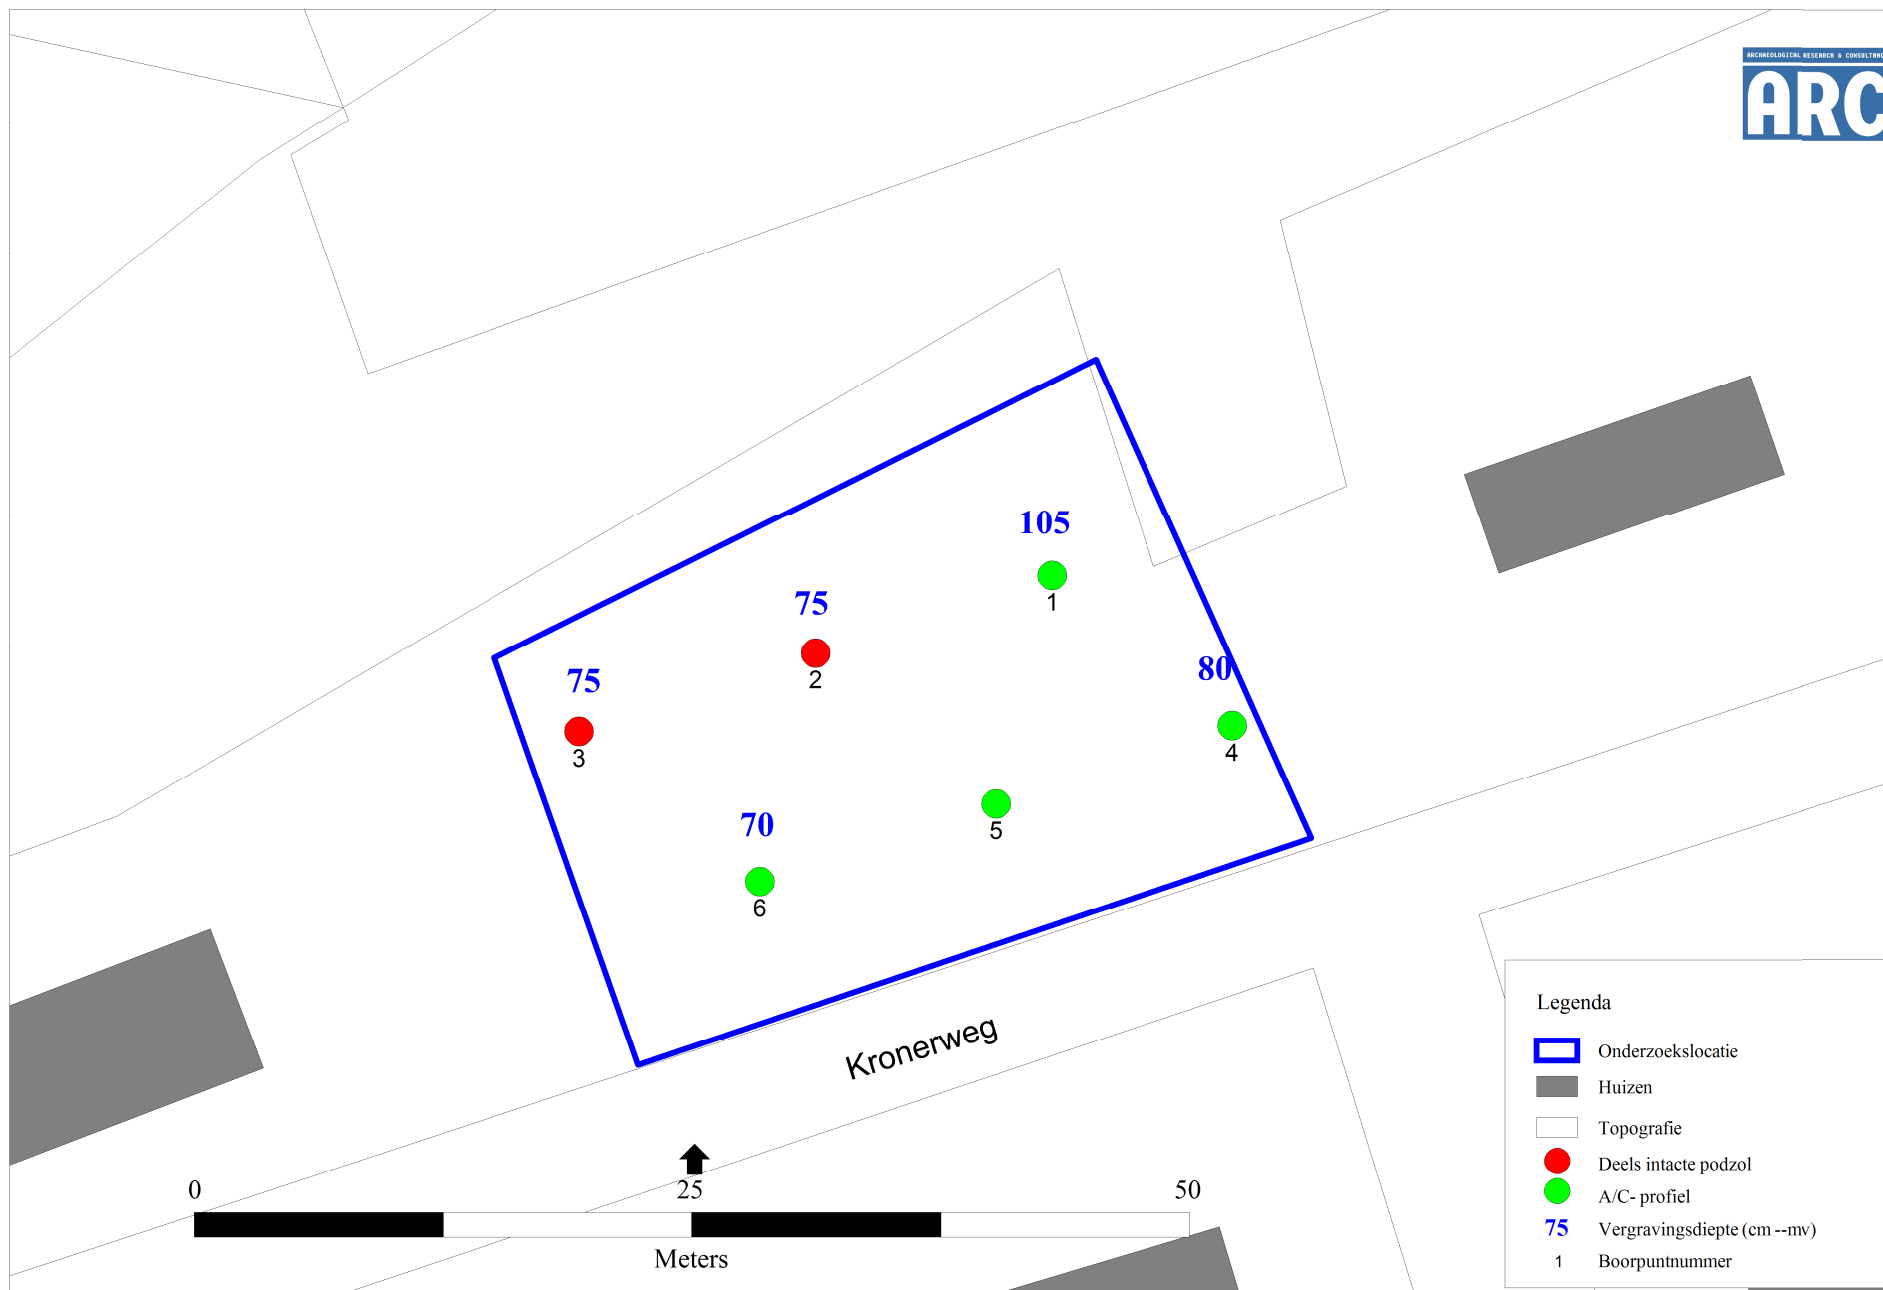 ARCHAEOLOGICAL RESEARCH & CONSULTANC
ARC
105
1
75
2
75
3
80
4
5
70
6
Kronerweg
0
25
50
Meters
Legenda
Onderzoekslocatie
Huizen
Topografie
Deels intacte podzol
A/C- profiel
75 Vergravingsdiepte (cm --mv)
1 Boorpuntnummer